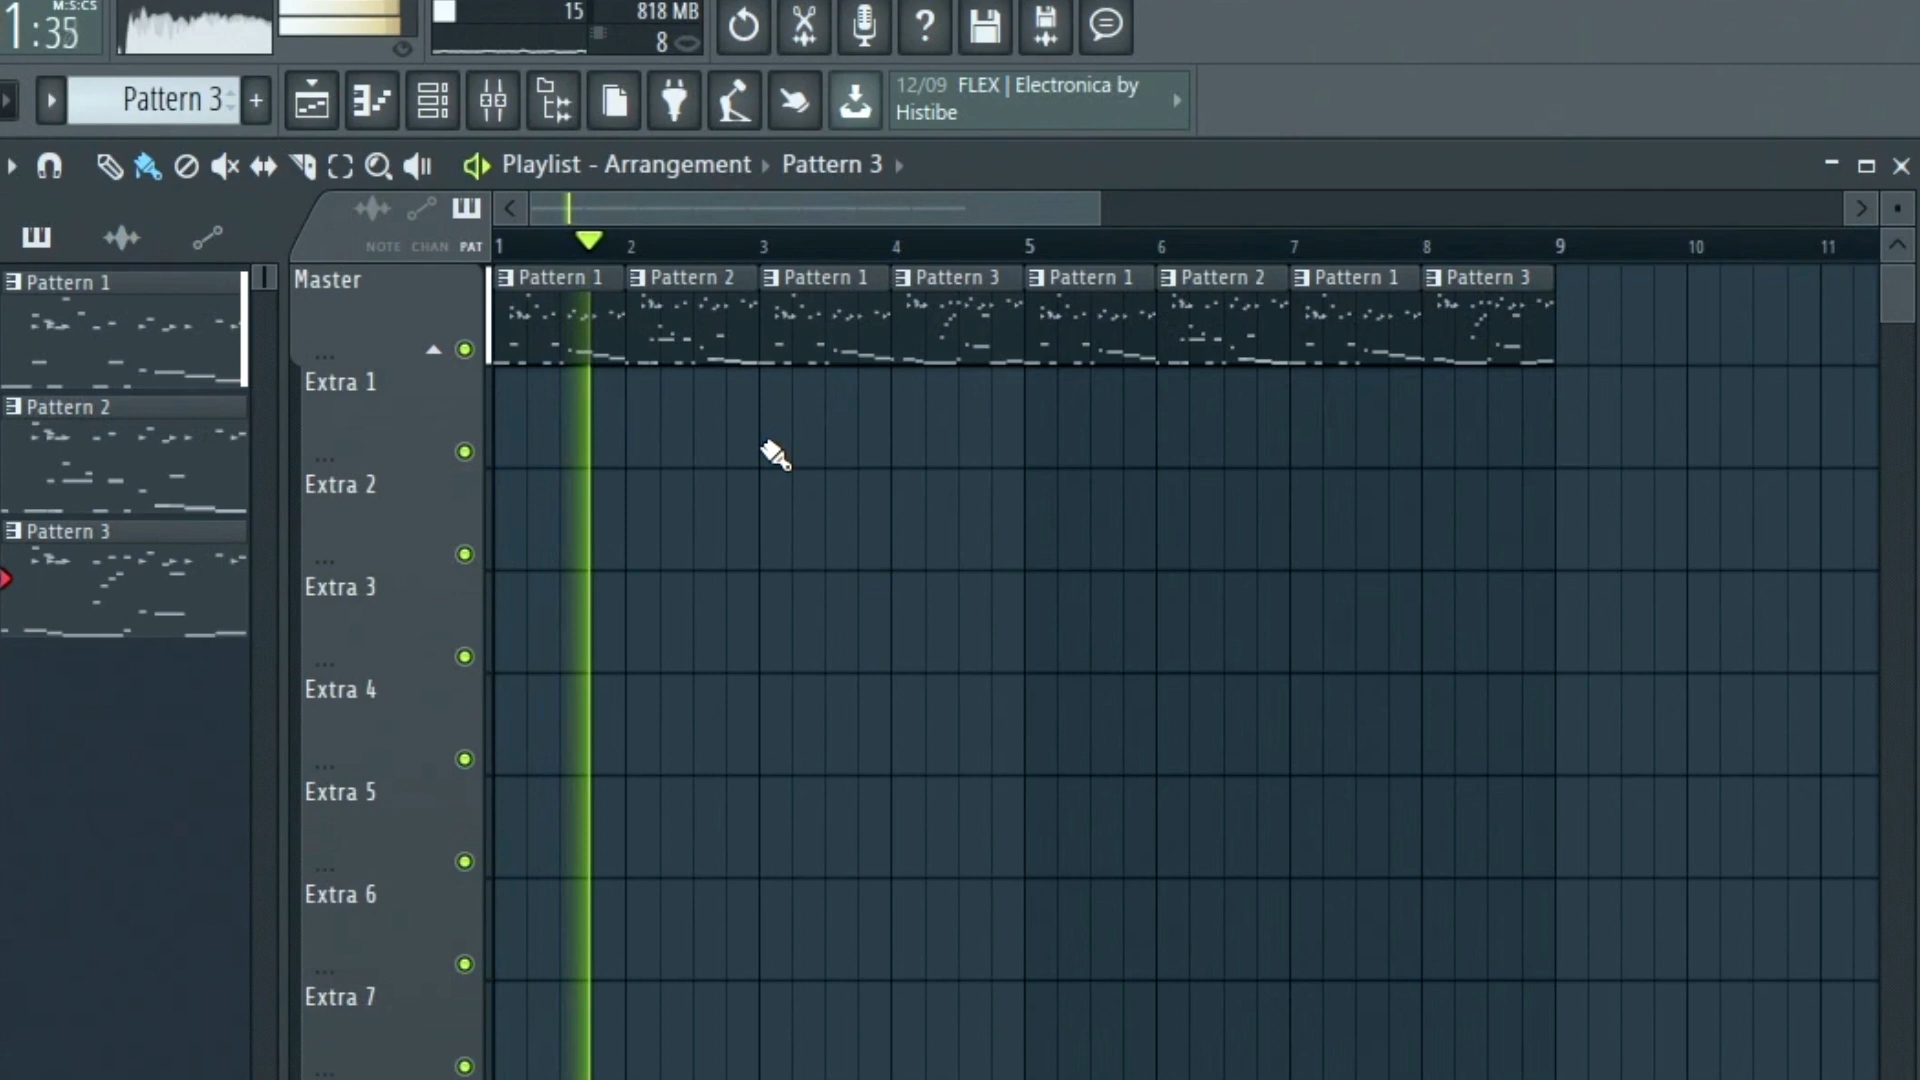 M:S:CS
1:35
15
818 MB
8
Pattern 3
+
12/09 FLEX | Electronica by
Histibe
Playlist - Arrangement
Pattern 3
NOTE CHAN PAT
1 2 3 4 5 6 7 8 9 10 11
Pattern 1
Pattern 2
Pattern 3
Master
Pattern 1 Pattern 2 Pattern 1 Pattern 3 Pattern 1 Pattern 2 Pattern 1 Pattern 3
Extra 1
Extra 2
Extra 3
Extra 4
Extra 5
Extra 6
Extra 7